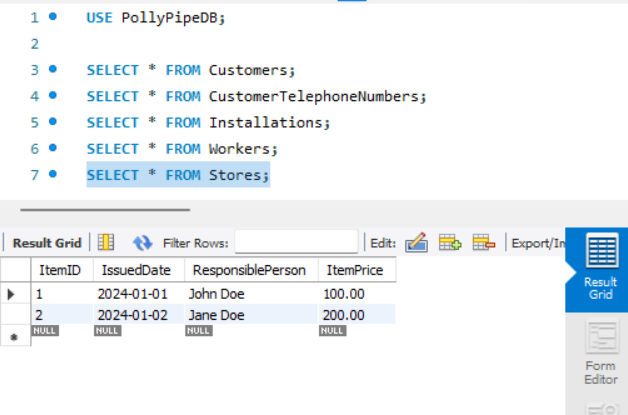 1 USE PollyPipeDB;
2
3 SELECT * FROM Customers;
4 SELECT * FROM CustomerTelephoneNumbers;
5 SELECT * FROM Installations;
6 SELECT * FROM Workers;
7 SELECT * FROM Stores;
Result Grid Filter Rows: Edit: Export/Im
ItemID IssuedDate ResponsiblePerson ItemPrice
1 2024-01-01 John Doe 100.00
2 2024-01-02 Jane Doe 200.00
NULL NULL NULL NULL
Result
Grid
Form
Editor